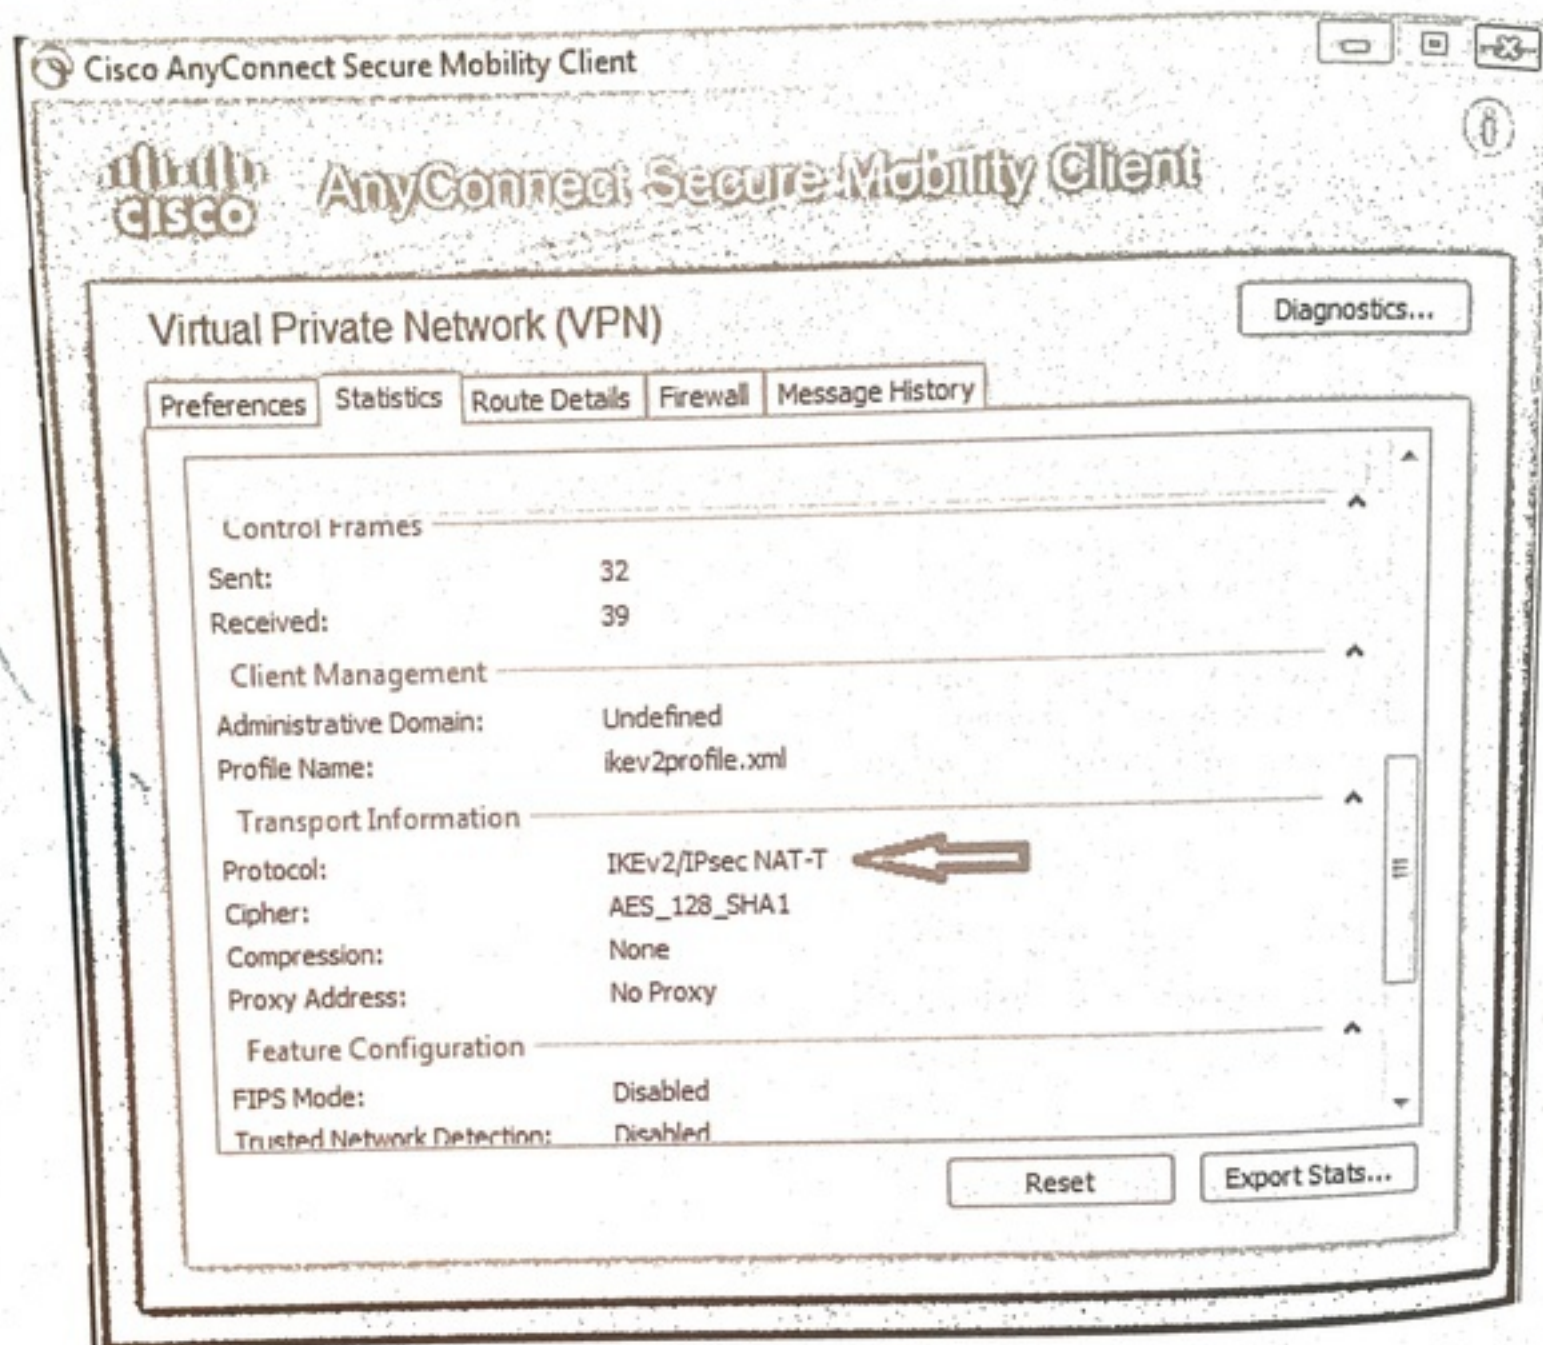 Cisco AnyConnect Secure Mobility Client
CISCO AnyConnect Secure Mobility Client
Virtual Private Network (VPN)
Diagnostics...
Preferences Statistics Route Details Firewall Message History
Control Frames
Sent: 32
Received: 39
Client Management
Administrative Domain: Undefined
Profile Name: ikev2profile.xml
Transport Information
Protocol: IKEv2/IPsec NAT-T
Cipher: AES_128_SHA1
Compression: None
Proxy Address: No Proxy
Feature Configuration
FIPS Mode: Disabled
Trusted Network Detection: Disabled
Reset Export Stats...